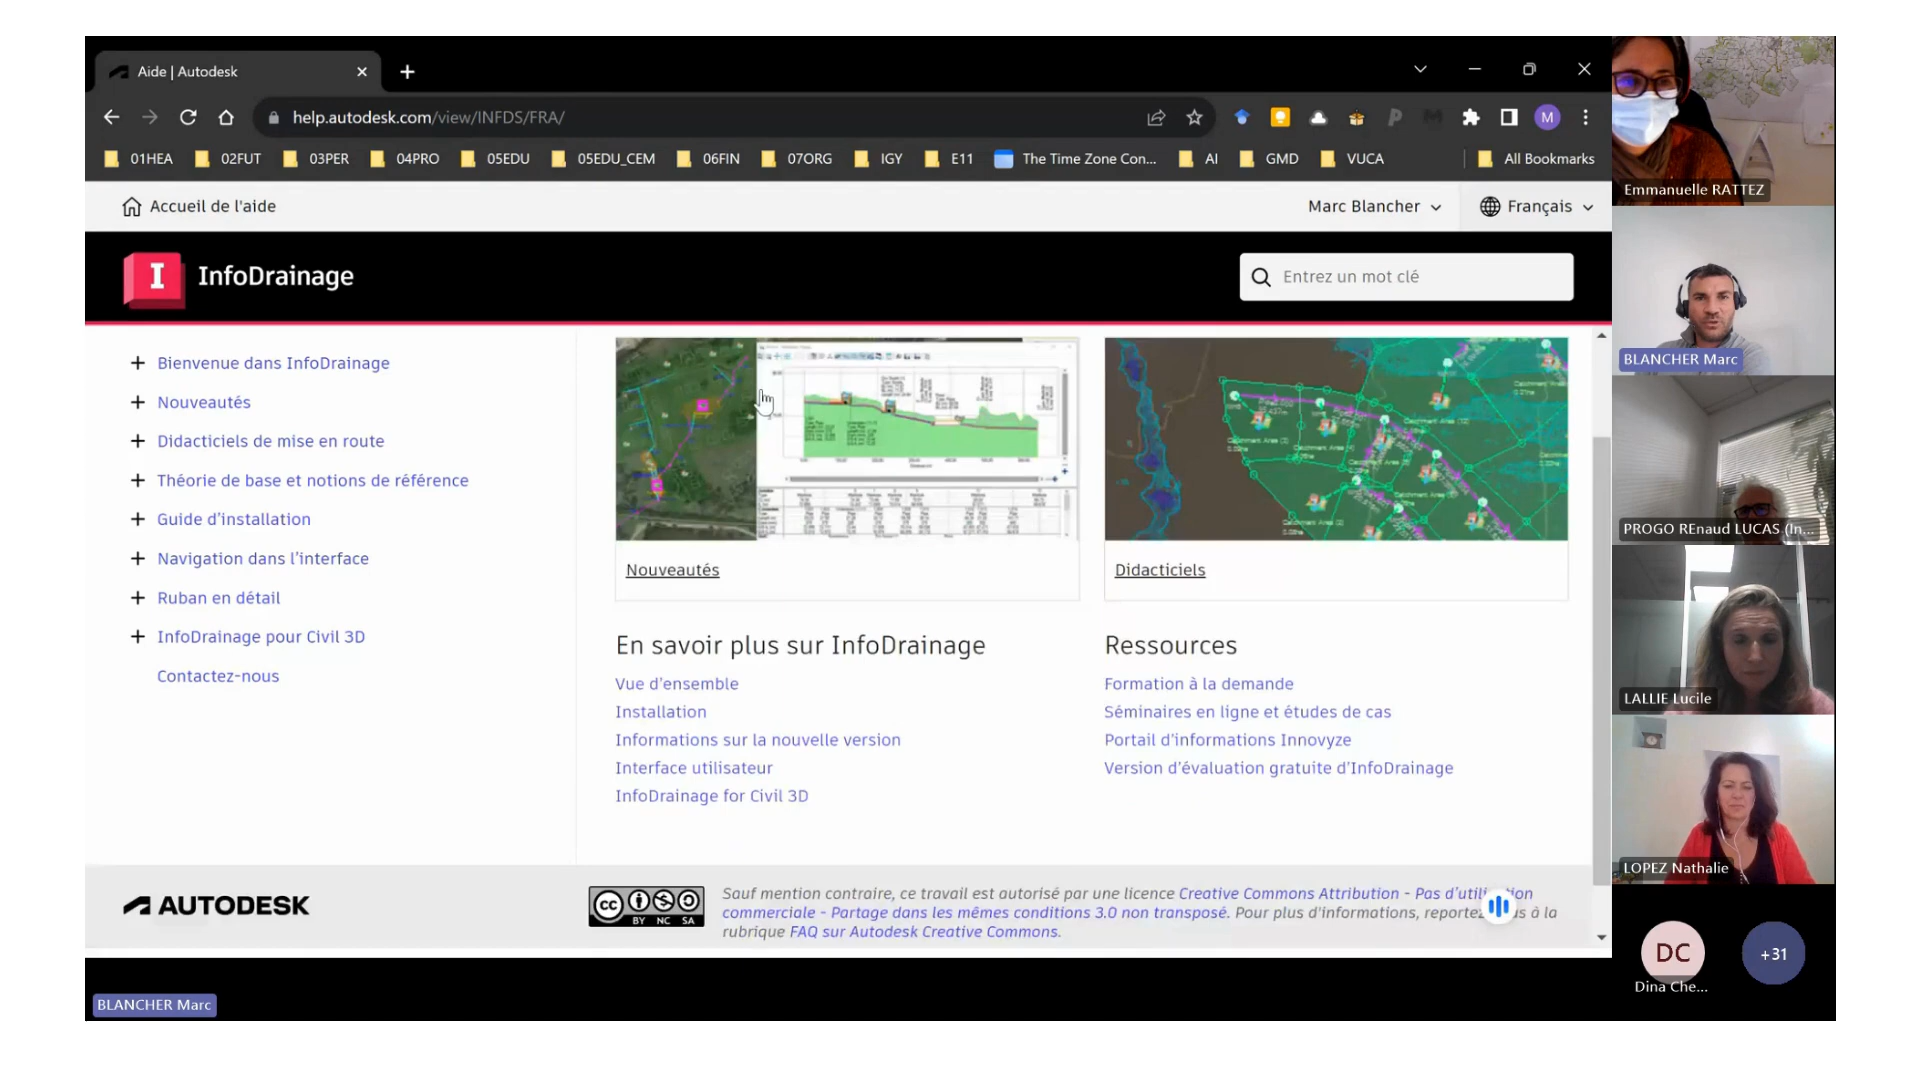 Aide | Autodesk
help.autodesk.com/view/INFDS/FRA/
M
01HEA
02FUT
03PER
04PRO
05EDU
05EDU_CEM
06FIN
07ORG
IGY
E11
The Time Zone Con...
AI
GMD
VUCA
All Bookmarks
Accueil de l'aide
Marc Blancher
Français
I
InfoDrainage
Entrez un mot clé
Bienvenue dans InfoDrainage
Nouveautés
Didacticiels de mise en route
Théorie de base et notions de référence
Guide d'installation
Navigation dans l'interface
Ruban en détail
InfoDrainage pour Civil 3D
Contactez-nous
Nouveautés
Didacticiels
En savoir plus sur InfoDrainage
Vue d'ensemble
Installation
Informations sur la nouvelle version
Interface utilisateur
InfoDrainage for Civil 3D
Ressources
Formation à la demande
Séminaires en ligne et études de cas
Portail d'informations Innovyze
Version d'évaluation gratuite d'InfoDrainage
AUTODESK
cc BY NC SA
Sauf mention contraire, ce travail est autorisé par une licence Creative Commons Attribution - Pas d'utilisation
commerciale - Partage dans les mêmes conditions 3.0 non transposé. Pour plus d'informations, reportez à la
rubrique FAQ sur Autodesk Creative Commons.
BLANCHER Marc
Emmanuelle RATTEZ
BLANCHER Marc
PROGO REnaud LUCAS (In...
LALLIE Lucile
LOPEZ Nathalie
DC
Dina Che...
+31